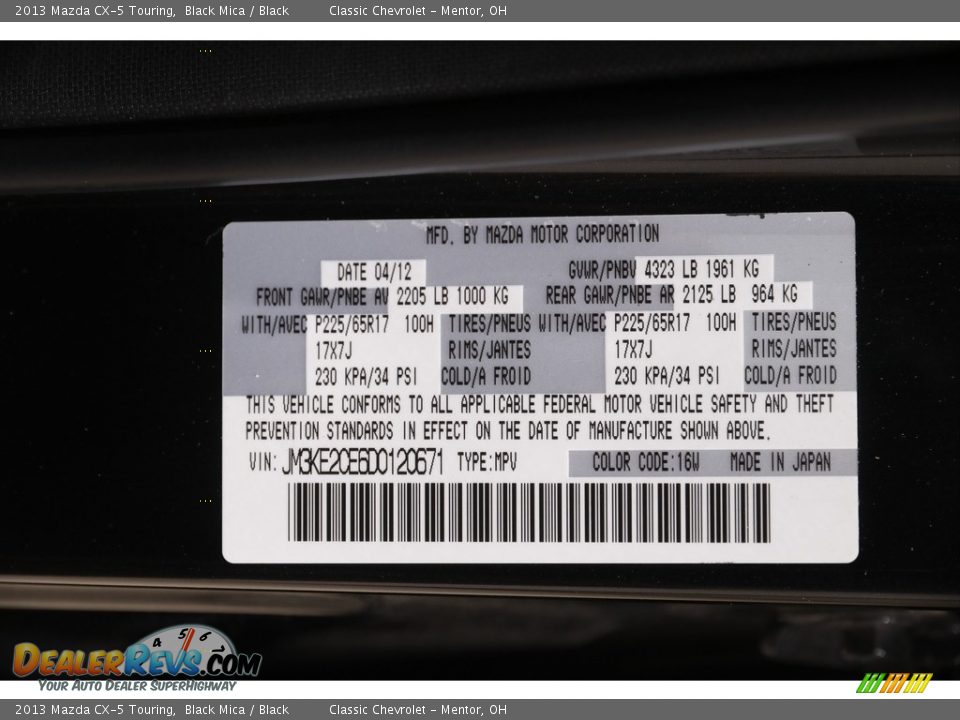 2013 Mazda CX-5 Touring, Black Mica / Black Classic Chevrolet - Mentor, OH
MFD. BY MAZDA MOTOR CORPORATION
DATE 04/12 GVWR/PNBV 4323 LB 1961 KG
FRONT GAWR/PNBE AV 2205 LB 1000 KG REAR GAWR/PNBE AR 2125 LB 964 KG
WITH/AVEC P225/65R17 100H TIRES/PNEUS WITH/AVEC P225/65R17 100H TIRES/PNEUS
17X7J RIMS/JANTES 17X7J RIMS/JANTES
230 KPA/34 PSI COLD/A FROID 230 KPA/34 PSI COLD/A FROID
THIS VEHICLE CONFORMS TO ALL APPLICABLE FEDERAL MOTOR VEHICLE SAFETY AND THEFT
PREVENTION STANDARDS IN EFFECT ON THE DATE OF MANUFACTURE SHOWN ABOVE.
VIN: JM3KE2CE6D0120671 TYPE:MPV COLOR CODE:16W MADE IN JAPAN
4 5 6
DEALERREVS.COM
YOUR AUTO DEALER SUPERHIGHWAY
2013 Mazda CX-5 Touring, Black Mica / Black Classic Chevrolet - Mentor, OH